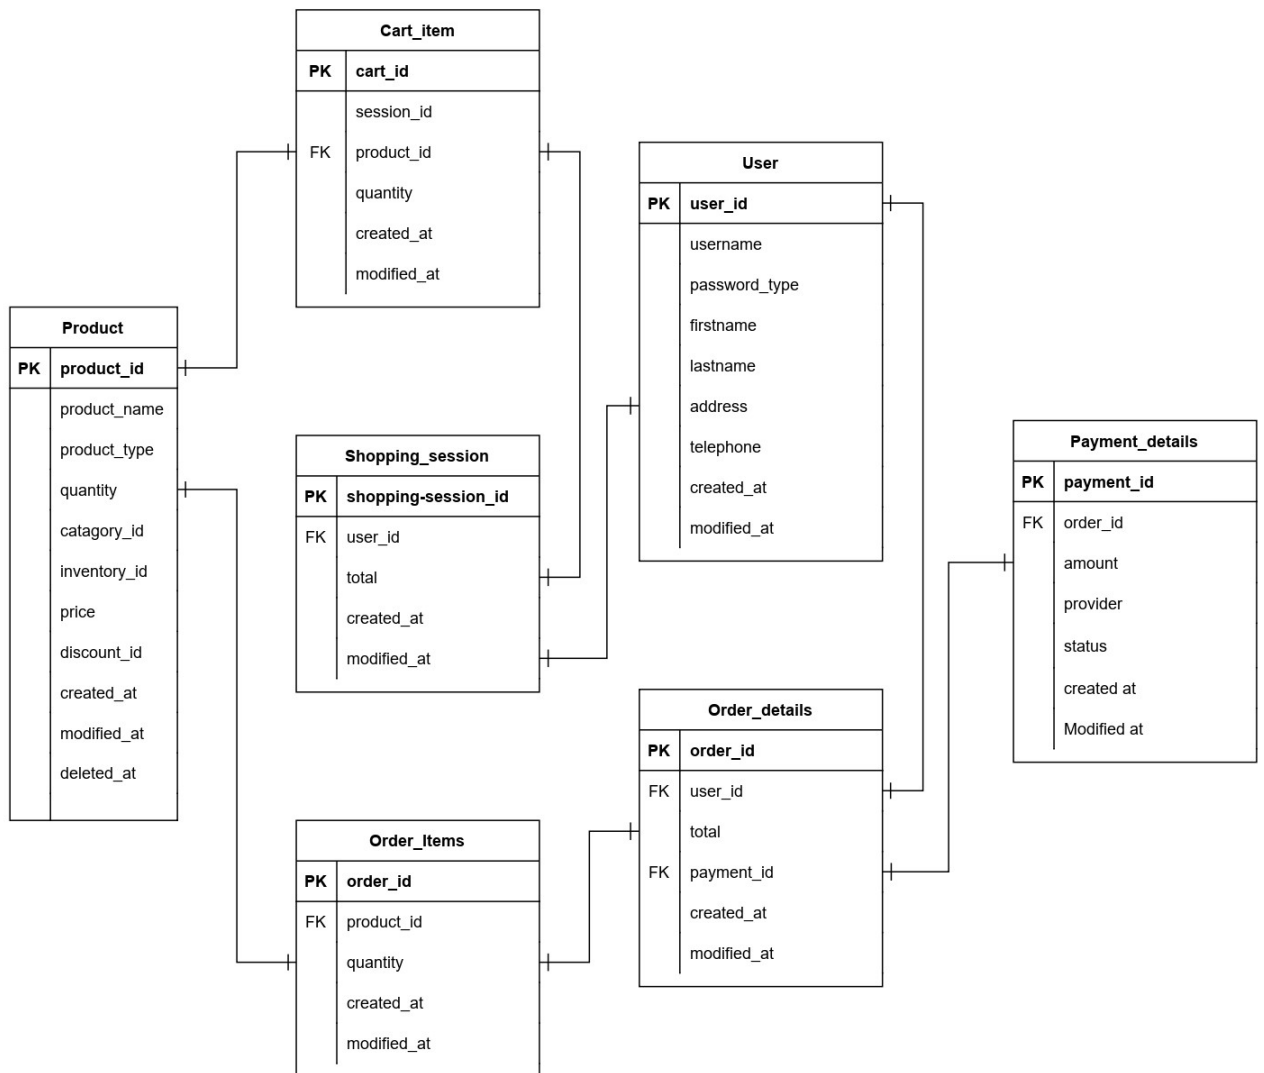 Cart_item
PK cart_id
session_id
FK product_id
quantity
created_at
modified_at
User
PK user_id
username
password_type
firstname
lastname
address
telephone
created_at
modified_at
Product
PK product_id
product_name
product_type
quantity
catagory_id
inventory_id
price
discount_id
created_at
modified_at
deleted_at
Shopping_session
PK shopping-session_id
FK user_id
total
created_at
modified_at
Payment_details
PK payment_id
FK order_id
amount
provider
status
created at
Modified at
Order_details
PK order_id
FK user_id
total
FK payment_id
created_at
modified_at
Order_Items
PK order_id
FK product_id
quantity
created_at
modified_at